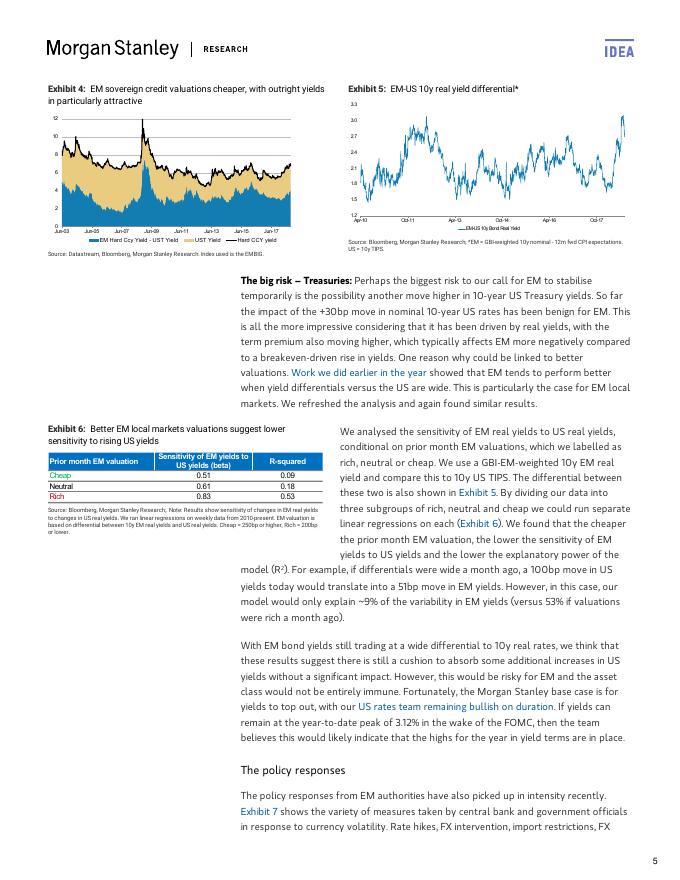 Morgan Stanley | RESEARCH
IDEA
Exhibit 4: EM sovereign credit valuations cheaper, with outright yields
in particularly attractive
12
10
8
6
4
2
0
Jun-03 Jun-05 Jun-07 Jun-09 Jun-11 Jun-13 Jun-15 Jun-17
EM Hard Ccy Yield - UST Yield UST Yield Hard CCY yield
Source: Datastream, Bloomberg, Morgan Stanley Research. Index used is the EMBIG.
Exhibit 5: EM-US 10y real yield differential*
3.3
3.0
2.7
2.4
2.1
1.8
1.5
1.2
Apr-10 Oct-11 Apr-13 Oct-14 Apr-16 Oct-17
EM-US 10y Bond Real Yield
Source: Bloomberg, Morgan Stanley Research; *EM = GBI-weighted 10y nominal - 12m fwd CPI expectations.
US = 10y TIPS.
The big risk – Treasuries: Perhaps the biggest risk to our call for EM to stabilise
temporarily is the possibility another move higher in 10-year US Treasury yields. So far
the impact of the +30bp move in nominal 10-year US rates has been benign for EM. This
is all the more impressive considering that it has been driven by real yields, with the
term premium also moving higher, which typically affects EM more negatively compared
to a breakeven-driven rise in yields. One reason why could be linked to better
valuations. Work we did earlier in the year showed that EM tends to perform better
when yield differentials versus the US are wide. This is particularly the case for EM local
markets. We refreshed the analysis and again found similar results.
Exhibit 6: Better EM local markets valuations suggest lower
sensitivity to rising US yields
Prior month EM valuation Sensitivity of EM yields to US yields (beta) R-squared
Cheap 0.51 0.09
Neutral 0.61 0.18
Rich 0.83 0.53
Source: Bloomberg, Morgan Stanley Research; Note: Results show sensitivity of changes in EM real yields
to changes in US real yields. We ran linear regressions on weekly data from 2010-present. EM valuation is
based on differential between 10y EM real yields and US real yields. Cheap = 250bp or higher, Rich = 200bp
or lower.
We analysed the sensitivity of EM real yields to US real yields,
conditional on prior month EM valuations, which we labelled as
rich, neutral or cheap. We use a GBI-EM-weighted 10y EM real
yield and compare this to 10y US TIPS. The differential between
these two is also shown in Exhibit 5. By dividing our data into
three subgroups of rich, neutral and cheap we could run separate
linear regressions on each (Exhibit 6). We found that the cheaper
the prior month EM valuation, the lower the sensitivity of EM
yields to US yields and the lower the explanatory power of the
model (R²). For example, if differentials were wide a month ago, a 100bp move in US
yields today would translate into a 51bp move in EM yields. However, in this case, our
model would only explain ~9% of the variability in EM yields (versus 53% if valuations
were rich a month ago).
With EM bond yields still trading at a wide differential to 10y real rates, we think that
these results suggest there is still a cushion to absorb some additional increases in US
yields without a significant impact. However, this would be risky for EM and the asset
class would not be entirely immune. Fortunately, the Morgan Stanley base case is for
yields to top out, with our US rates team remaining bullish on duration. If yields can
remain at the year-to-date peak of 3.12% in the wake of the FOMC, then the team
believes this would likely indicate that the highs for the year in yield terms are in place.
The policy responses
The policy responses from EM authorities have also picked up in intensity recently.
Exhibit 7 shows the variety of measures taken by central bank and government officials
in response to currency volatility. Rate hikes, FX intervention, import restrictions, FX
5